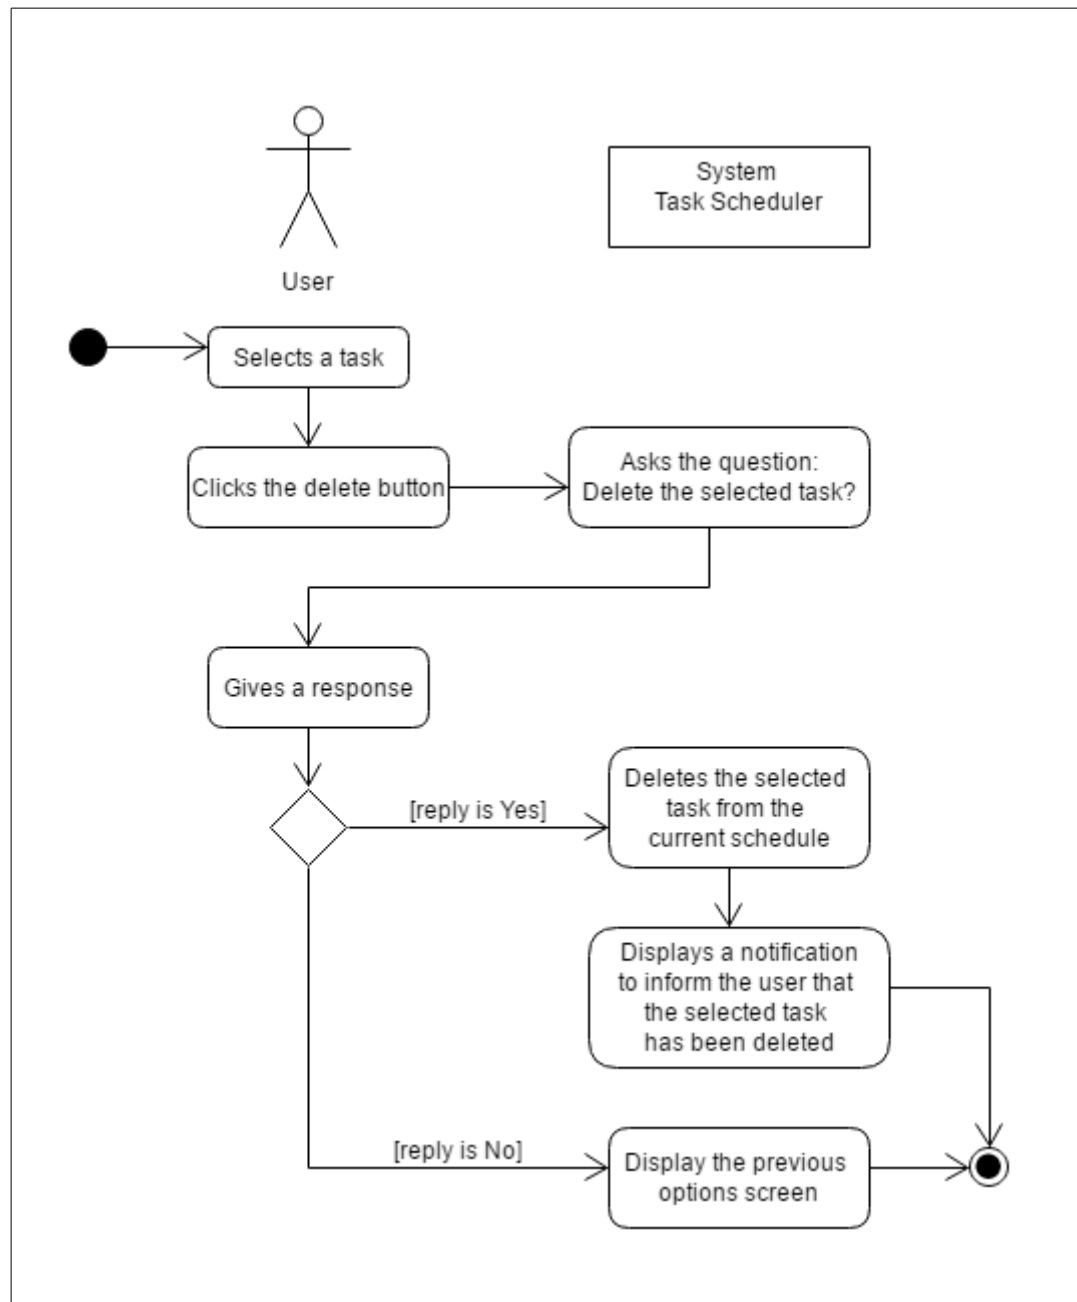 System
Task Scheduler
User
Selects a task
Clicks the delete button
Asks the question:
Delete the selected task?
Gives a response
[reply is Yes]
Deletes the selected
task from the
current schedule
Displays a notification
to inform the user that
the selected task
has been deleted
[reply is No]
Display the previous
options screen